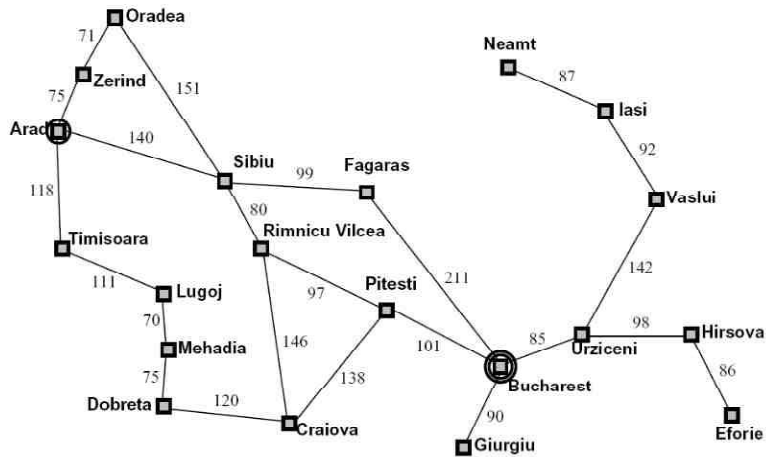 Oradea
71
Neamt
Zerind
87
151
75
Iasi
Arad
140
92
Sibiu
Fagaras
99
118
Vaslui
80
Timisoara
Rimnicu Vilcea
142
211
111
Pitesti
Lugoj
97
70
98
Hirsova
85
146
101
Urziceni
Mehadia
86
138
75
Bucharest
120
90
Dobreta
Craiova
Eforie
Giurgiu